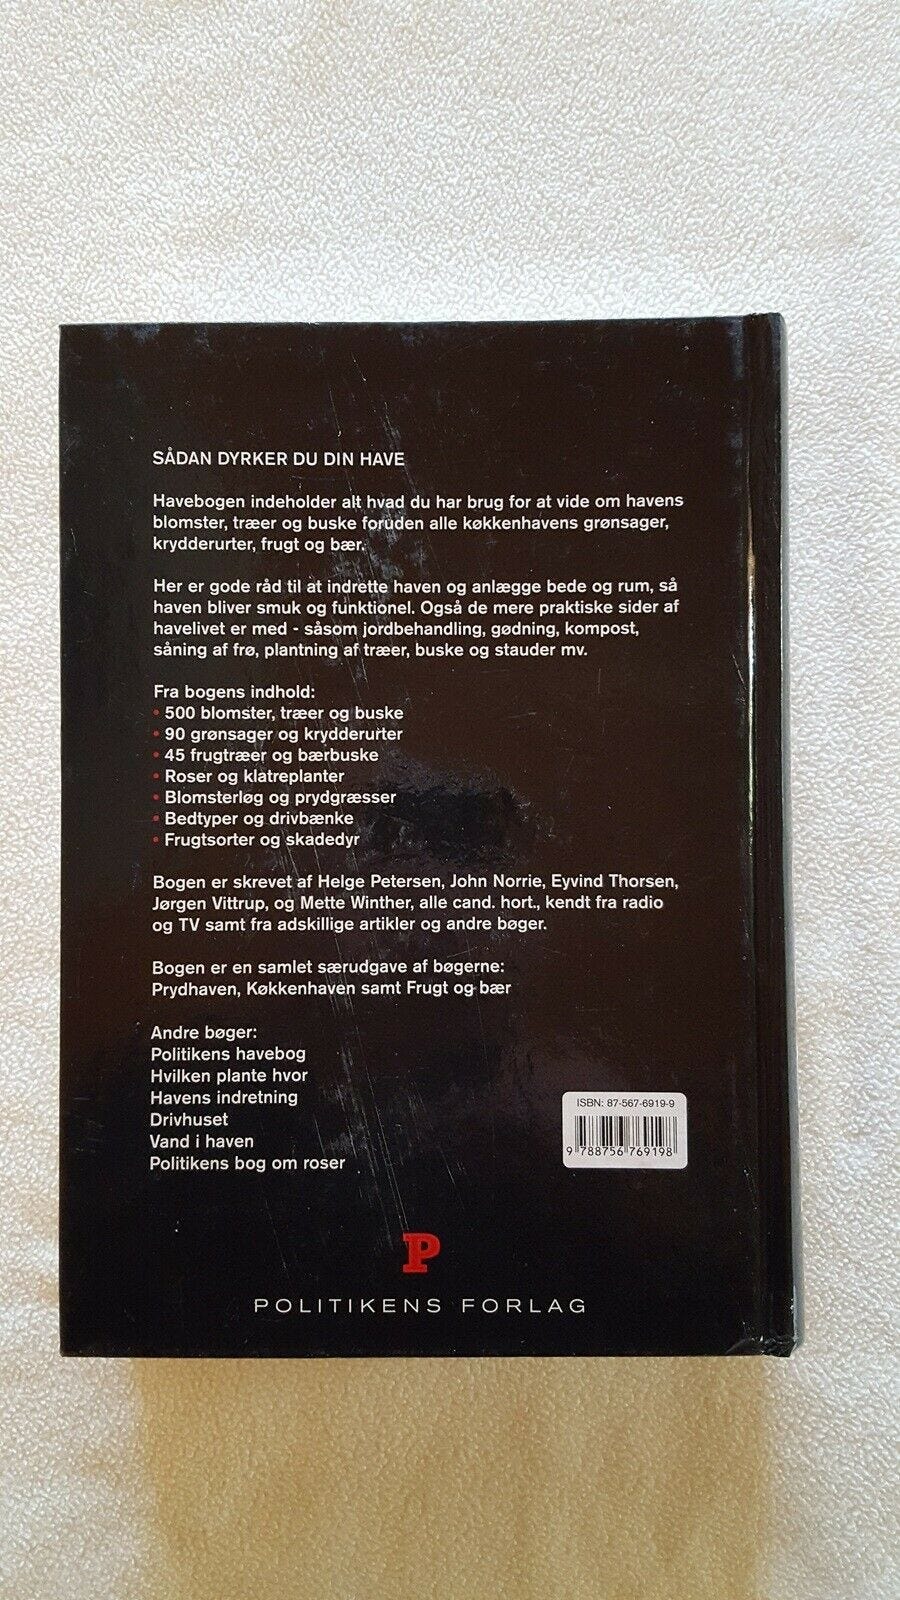 SÅDAN DYRKER DU DIN HAVE
Havebogen indeholder alt hvad du har brug for at vide om havens
blomster, træer og buske foruden alle køkkenhavens grønsager,
krydderurter, frugt og bær.
Her er gode råd til at indrette haven og anlægge bede og rum, så
haven bliver smuk og funktionel. Også de mere praktiske sider af
havelivet er med - såsom jordbehandling, gødning, kompost,
såning af frø, plantning af træer, buske og stauder mv.
Fra bogens indhold:
• 500 blomster, træer og buske
• 90 grønsager og krydderurter
• 45 frugtræer og bærbuske
• Roser og klatreplanter
• Blomsterløg og prydgræsser
• Bedtyper og drivbænke
• Frugtsorter og skadedyr
Bogen er skrevet af Helge Petersen, John Norrie, Eyvind Thorsen,
Jørgen Vittrup, og Mette Winther, alle cand. hort., kendt fra radio
og TV samt fra adskillige artikler og andre bøger.
Bogen er en samlet særudgave af bøgerne:
Prydhaven, Køkkenhaven samt Frugt og bær
Andre bøger:
Politikens havebog
Hvilken plante hvor
Havens indretning
Drivhuset
Vand i haven
Politikens bog om roser
ISBN: 87-567-6919-9
9 788756 769198
P
POLITIKENS FORLAG